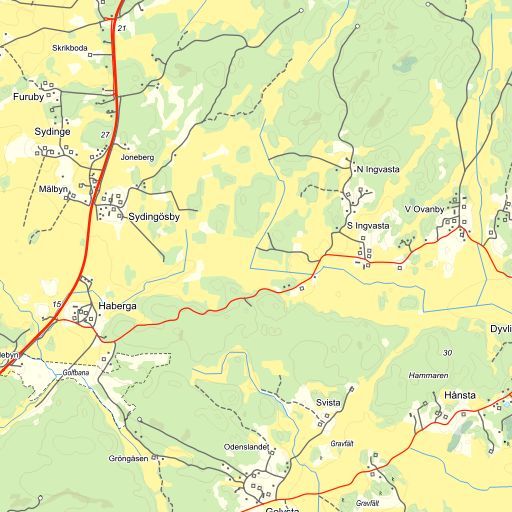 21
Skrikboda
Furuby
Sydinge
27
Joneberg
N Ingvasta
Målbyn
V Ovanby
Sydingösby
S Ingvasta
15
Haberga
Dyvli
30
Golfbana
Hammaren
Hånsta
Svista
Gravfält
Odenslandet
Gröngåsen
Gravfält